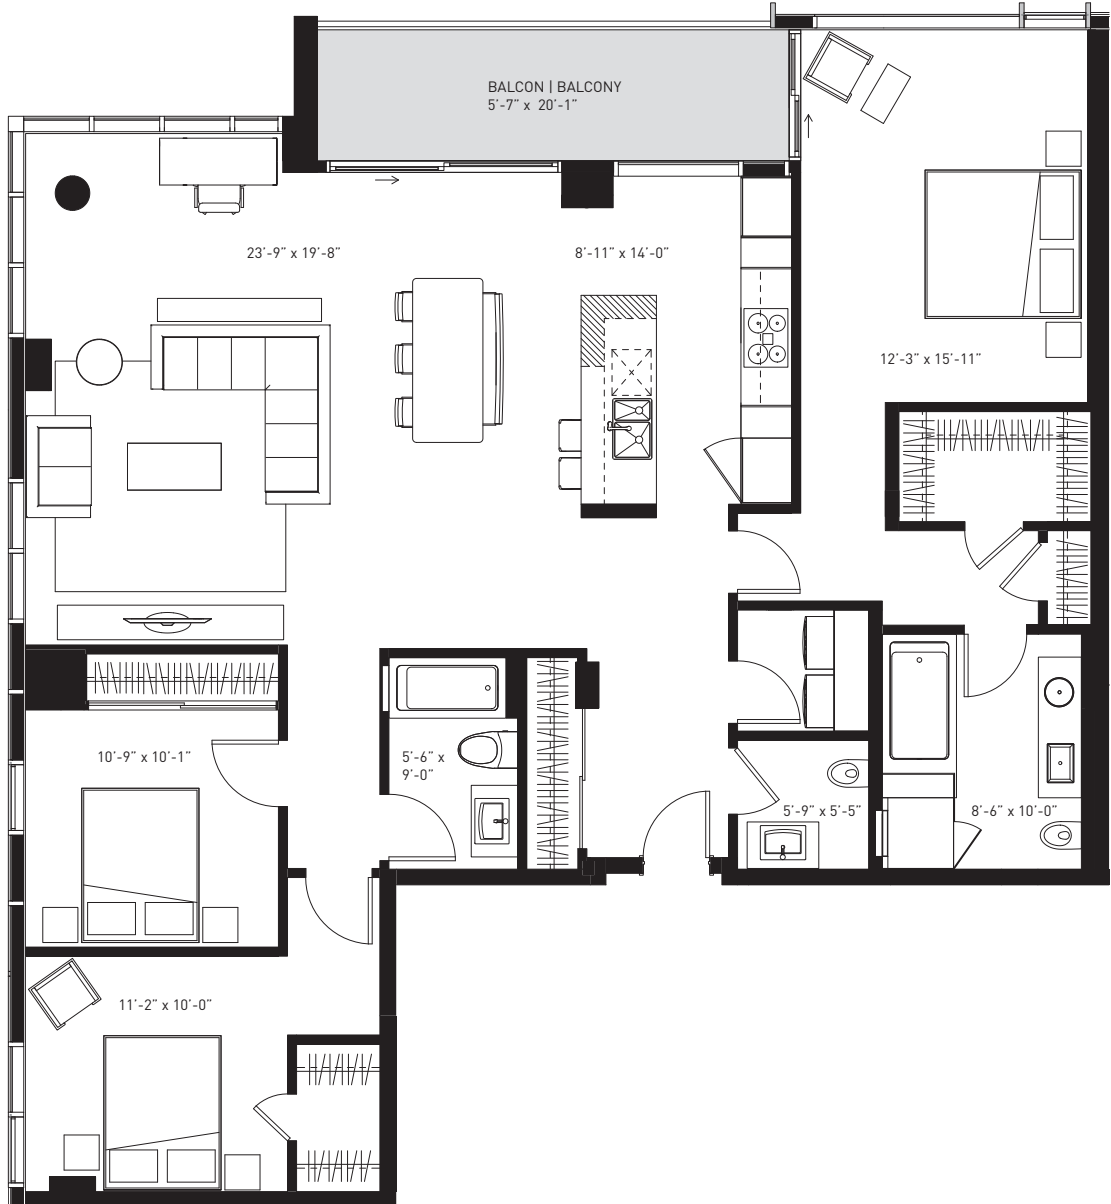 BALCON | BALCONY
5'-7" x 20'-1"
23'-9" x 19'-8"
8'-11" x 14'-0"
12'-3" x 15'-11"
10'-9" x 10'-1"
5'-6" x
9'-0"
5'-9" x 5'-5"
8'-6" x 10'-0"
11'-2" x 10'-0"